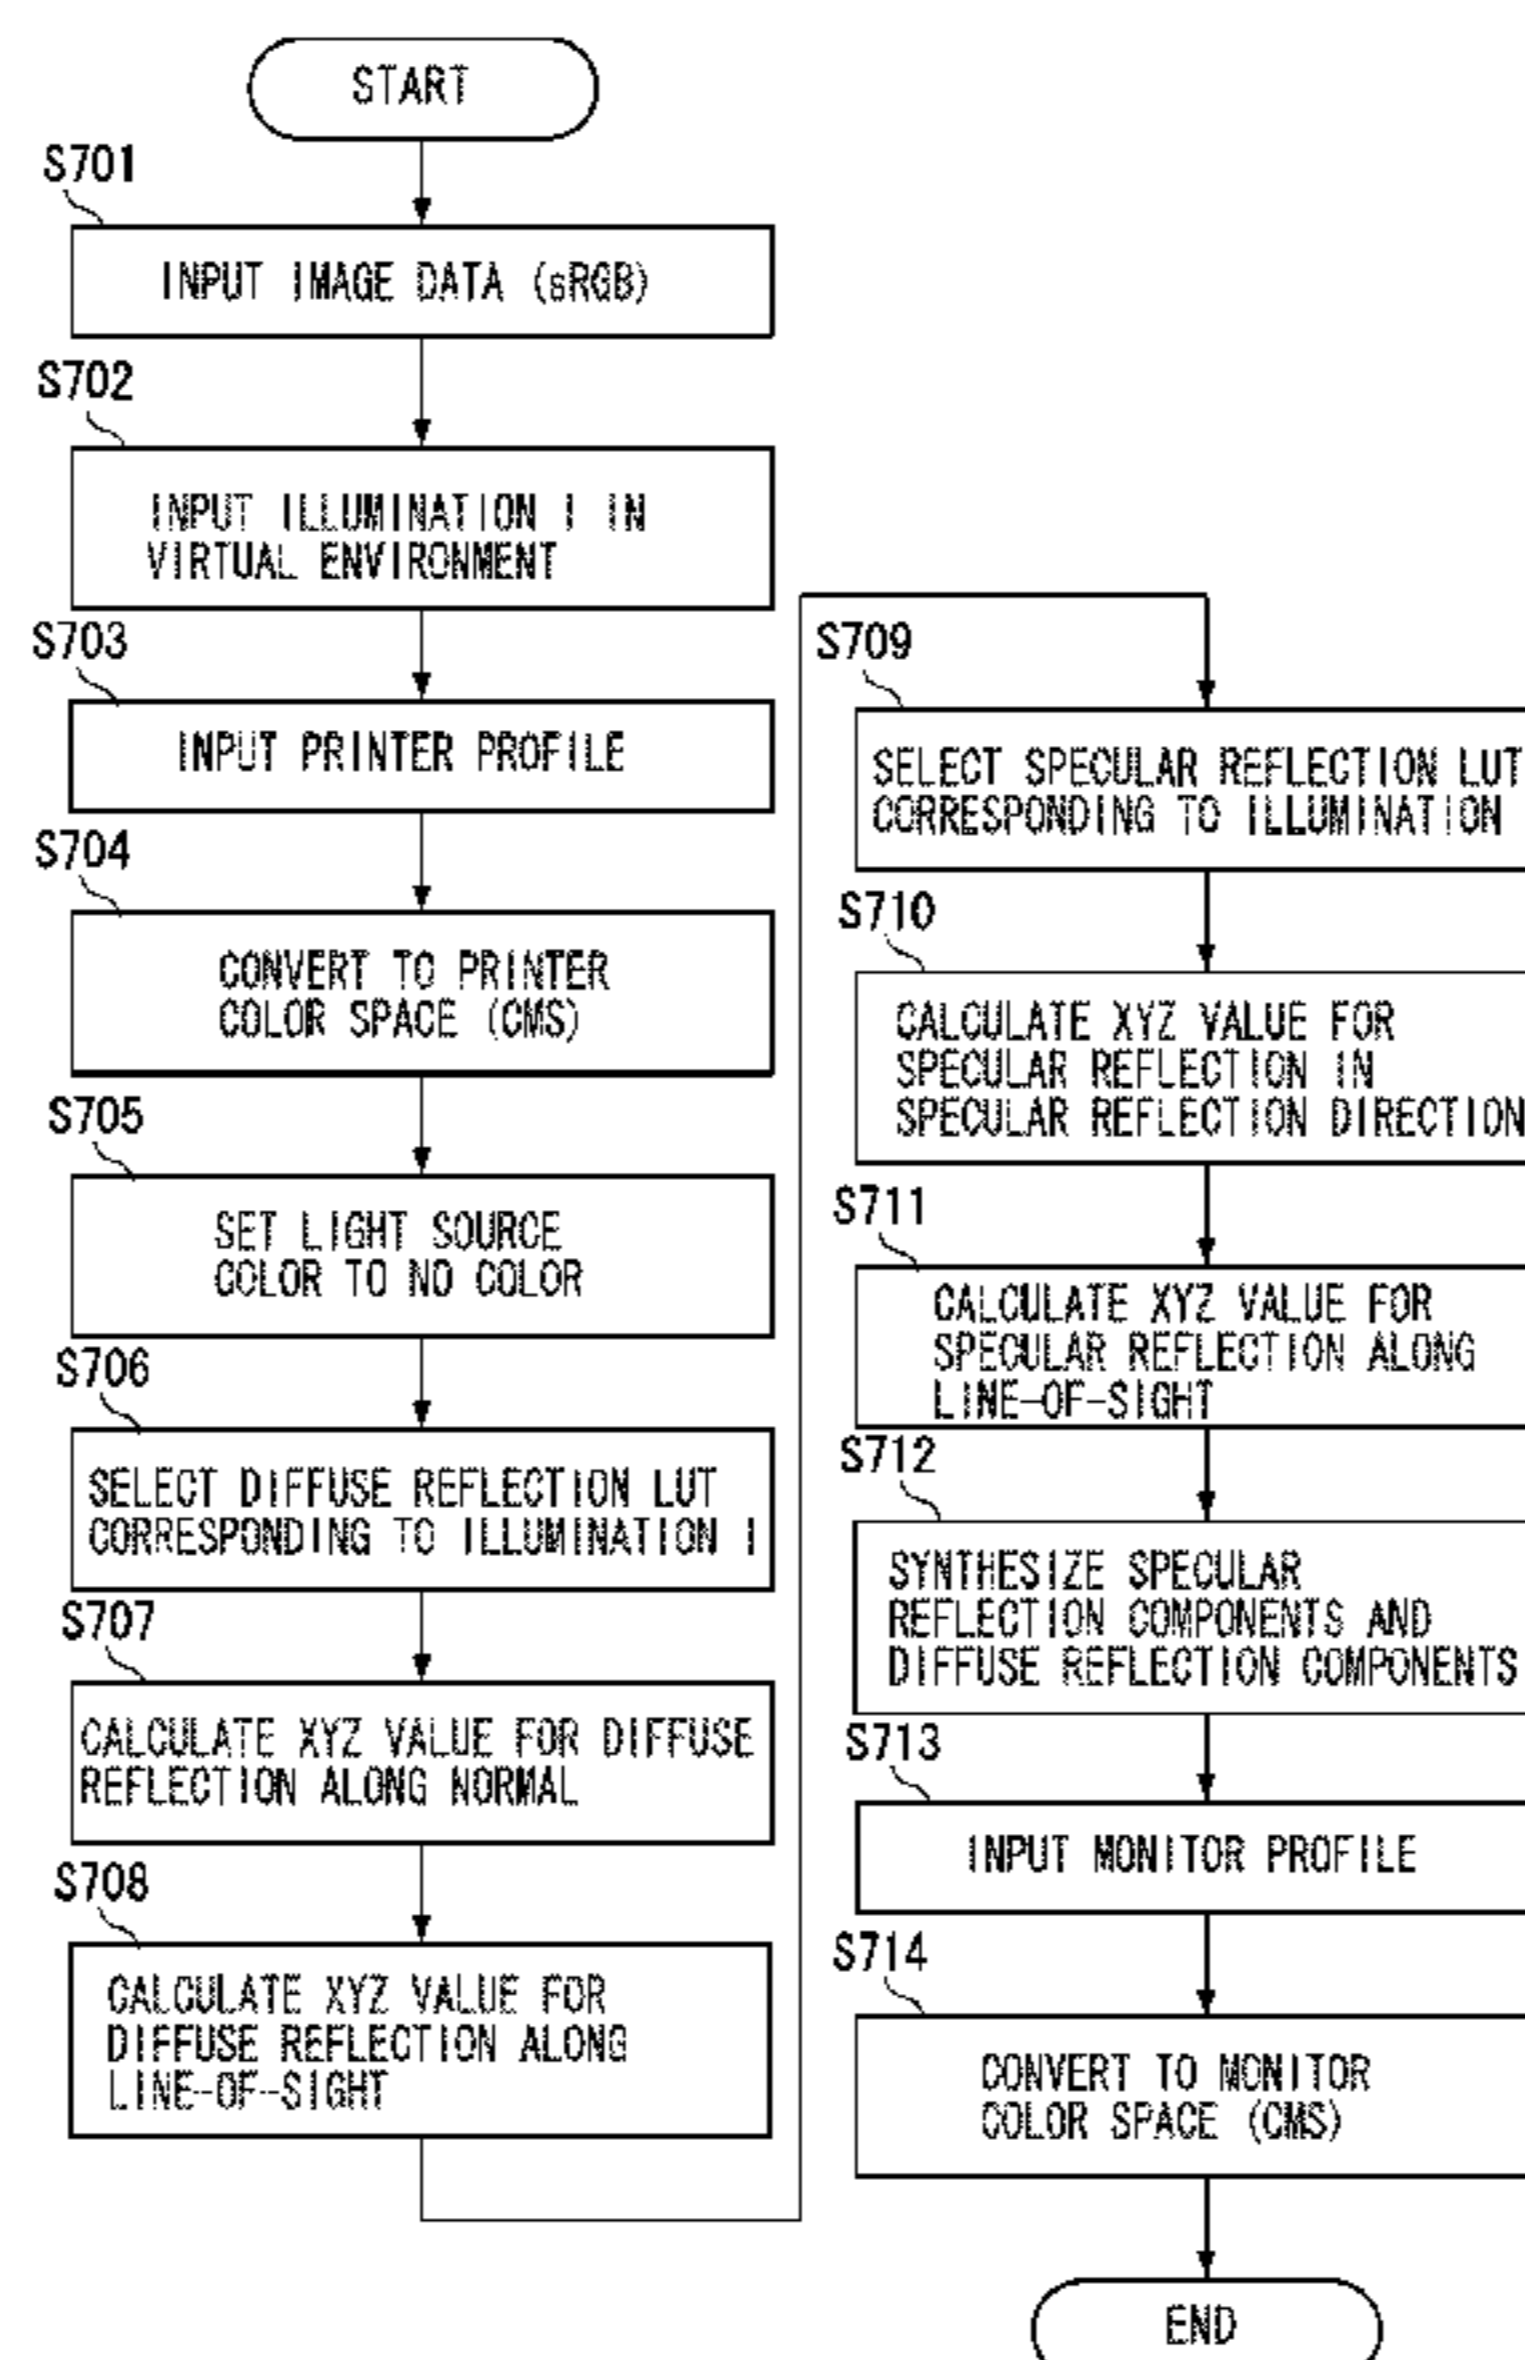 START
S701
INPUT IMAGE DATA (sRGB)
S702
INPUT ILLUMINATION I IN
VIRTUAL ENVIRONMENT
S703
INPUT PRINTER PROFILE
S704
CONVERT TO PRINTER
COLOR SPACE (CMS)
S705
SET LIGHT SOURCE
COLOR TO NO COLOR
S706
SELECT DIFFUSE REFLECTION LUT
CORRESPONDING TO ILLUMINATION I
S707
CALCULATE XYZ VALUE FOR DIFFUSE
REFLECTION ALONG NORMAL
S708
CALCULATE XYZ VALUE FOR
DIFFUSE REFLECTION ALONG
LINE-OF-SIGHT
S709
SELECT SPECULAR REFLECTION LUT
CORRESPONDING TO ILLUMINATION
S710
CALCULATE XYZ VALUE FOR
SPECULAR REFLECTION IN
SPECULAR REFLECTION DIRECTION
S711
CALCULATE XYZ VALUE FOR
SPECULAR REFLECTION ALONG
LINE-OF-SIGHT
S712
SYNTHESIZE SPECULAR
REFLECTION COMPONENTS AND
DIFFUSE REFLECTION COMPONENTS
S713
INPUT MONITOR PROFILE
S714
CONVERT TO MONITOR
COLOR SPACE (CMS)
END